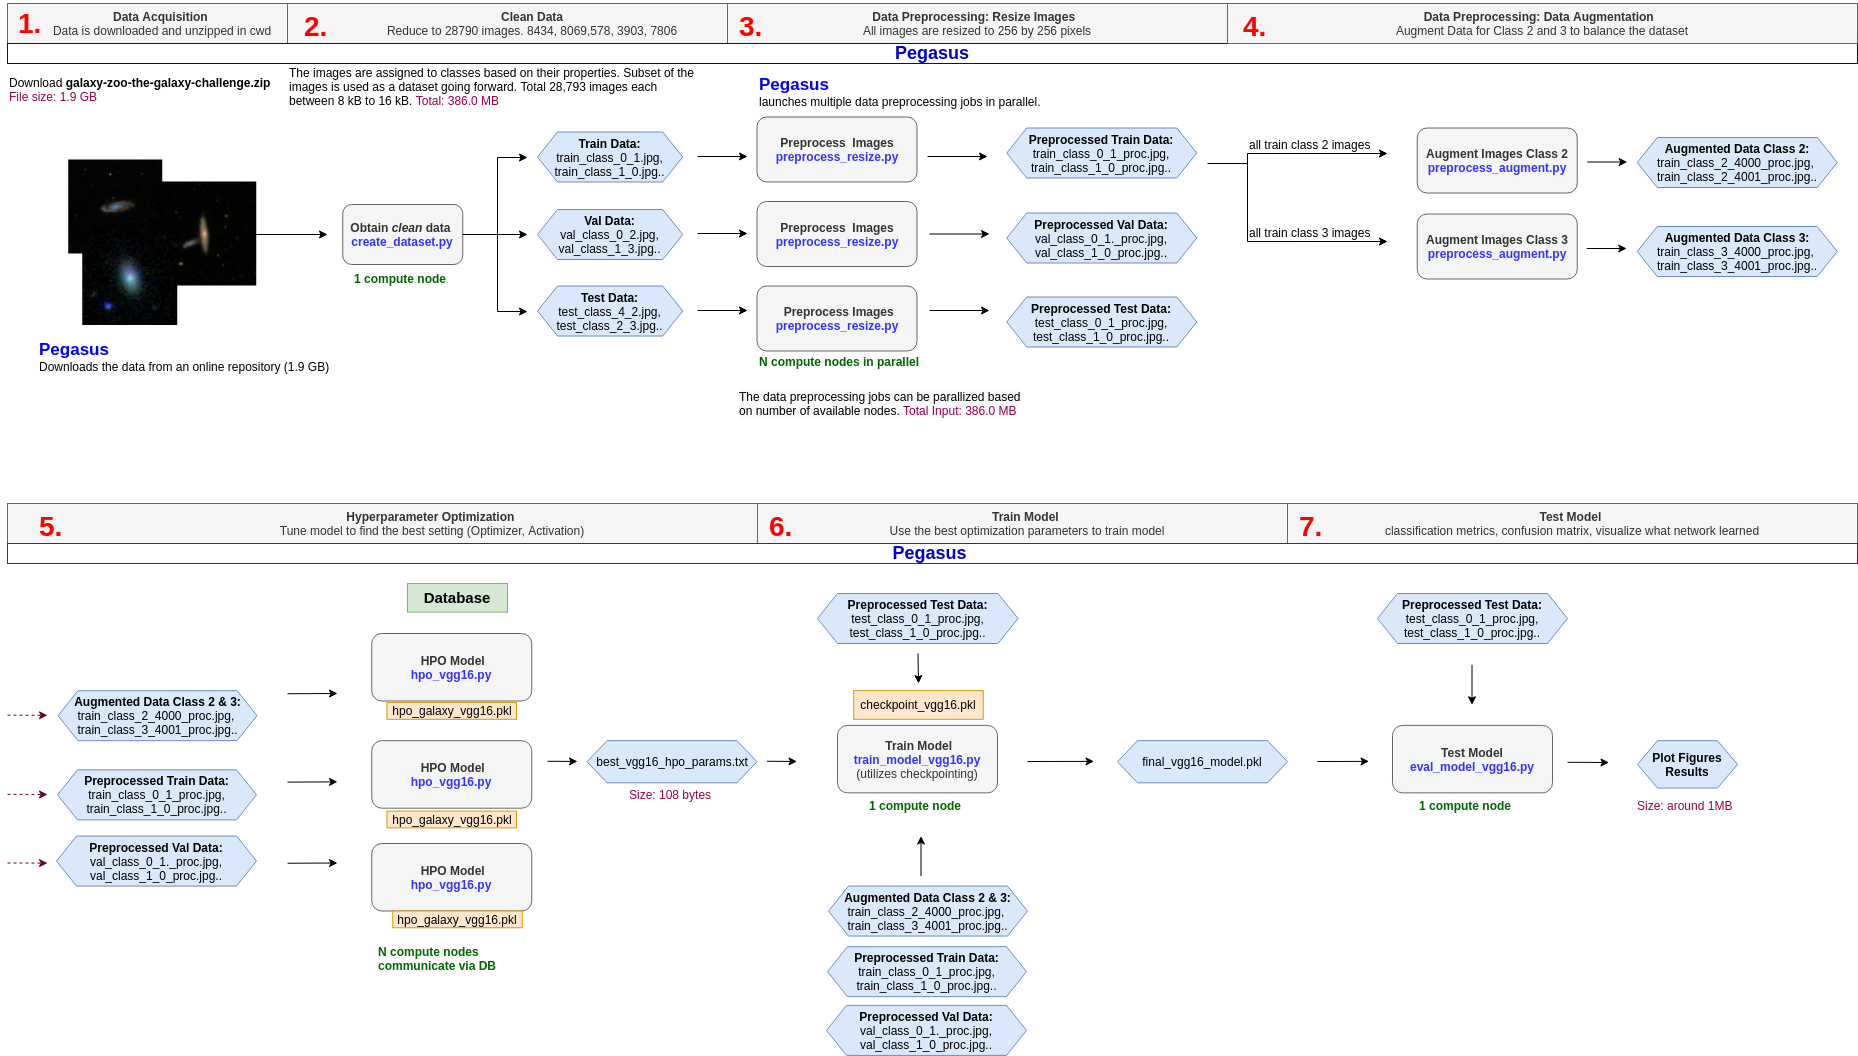 1.
Data Acquisition
Data is downloaded and unzipped in cwd
2.
Clean Data
Reduce to 28790 images. 8434, 8069,578, 3903, 7806
3.
Data Preprocessing: Resize Images
All images are resized to 256 by 256 pixels
4.
Data Preprocessing: Data Augmentation
Augment Data for Class 2 and 3 to balance the dataset
Pegasus
Download galaxy-zoo-the-galaxy-challenge.zip
File size: 1.9 GB
The images are assigned to classes based on their properties. Subset of the
images is used as a dataset going forward. Total 28,793 images each
between 8 kB to 16 kB. Total: 386.0 MB
Pegasus
launches multiple data preprocessing jobs in parallel.
Pegasus
Downloads the data from an online repository (1.9 GB)
Obtain clean data
create_dataset.py
1 compute node
Train Data:
train_class_0_1.jpg,
train_class_1_0.jpg..
Val Data:
val_class_0_2.jpg,
val_class_1_3.jpg..
Test Data:
test_class_4_2.jpg,
test_class_2_3.jpg..
Preprocess Images
preprocess_resize.py
Preprocess Images
preprocess_resize.py
Preprocess Images
preprocess_resize.py
N compute nodes in parallel
The data preprocessing jobs can be parallized based
on number of available nodes. Total Input: 386.0 MB
Preprocessed Train Data:
train_class_0_1_proc.jpg,
train_class_1_0_proc.jpg..
Preprocessed Val Data:
val_class_0_1._proc.jpg,
val_class_1_0_proc.jpg..
Preprocessed Test Data:
test_class_0_1_proc.jpg,
test_class_1_0_proc.jpg..
all train class 2 images
all train class 3 images
Augment Images Class 2
preprocess_augment.py
Augment Images Class 3
preprocess_augment.py
Augmented Data Class 2:
train_class_2_4000_proc.jpg,
train_class_2_4001_proc.jpg..
Augmented Data Class 3:
train_class_3_4000_proc.jpg,
train_class_3_4001_proc.jpg..
5.
Hyperparameter Optimization
Tune model to find the best setting (Optimizer, Activation)
6.
Train Model
Use the best optimization parameters to train model
7.
Test Model
classification metrics, confusion matrix, visualize what network learned
Pegasus
Augmented Data Class 2 & 3:
train_class_2_4000_proc.jpg,
train_class_3_4001_proc.jpg..
Preprocessed Train Data:
train_class_0_1_proc.jpg,
train_class_1_0_proc.jpg..
Preprocessed Val Data:
val_class_0_1._proc.jpg,
val_class_1_0_proc.jpg..
Database
HPO Model
hpo_vgg16.py
hpo_galaxy_vgg16.pkl
HPO Model
hpo_vgg16.py
hpo_galaxy_vgg16.pkl
HPO Model
hpo_vgg16.py
hpo_galaxy_vgg16.pkl
N compute nodes
communicate via DB
best_vgg16_hpo_params.txt
Size: 108 bytes
Preprocessed Test Data:
test_class_0_1_proc.jpg,
test_class_1_0_proc.jpg..
checkpoint_vgg16.pkl
Train Model
train_model_vgg16.py
(utilizes checkpointing)
1 compute node
Augmented Data Class 2 & 3:
train_class_2_4000_proc.jpg,
train_class_3_4001_proc.jpg..
Preprocessed Train Data:
train_class_0_1_proc.jpg,
train_class_1_0_proc.jpg..
Preprocessed Val Data:
val_class_0_1._proc.jpg,
val_class_1_0_proc.jpg..
final_vgg16_model.pkl
Preprocessed Test Data:
test_class_0_1_proc.jpg,
test_class_1_0_proc.jpg..
Test Model
eval_model_vgg16.py
1 compute node
Plot Figures
Results
Size: around 1MB